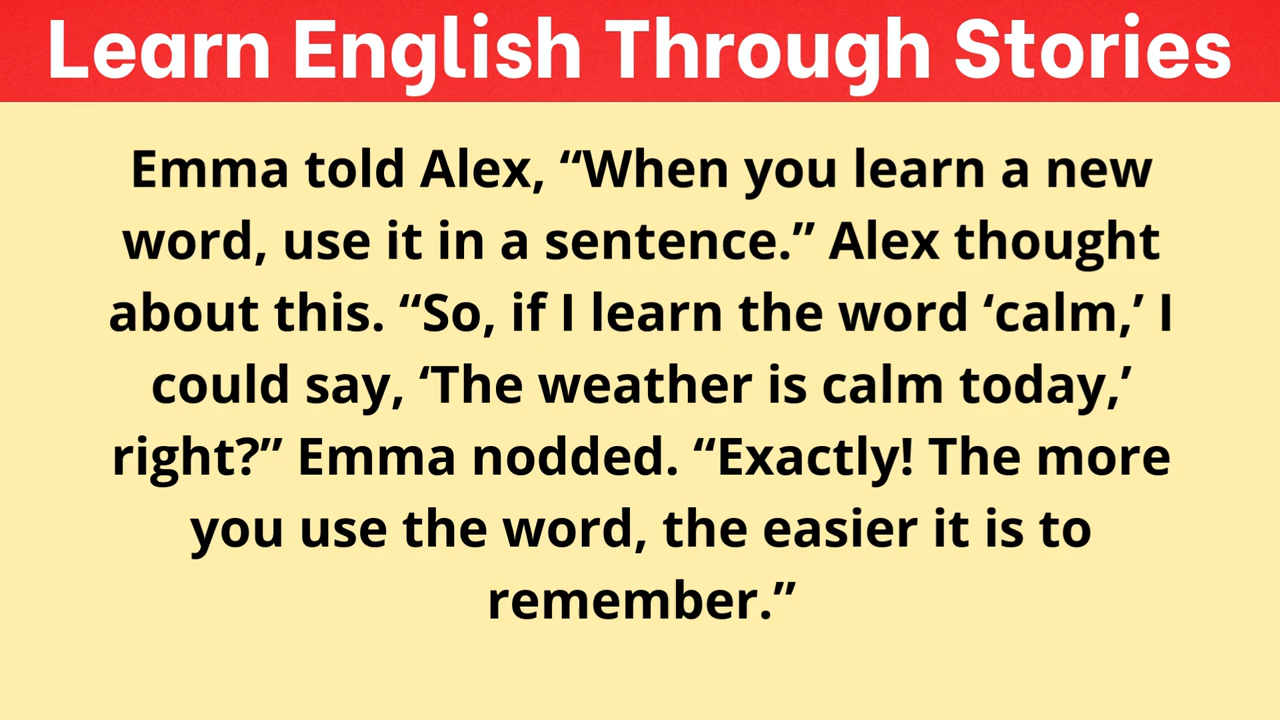 Learn English Through Stories
Emma told Alex, “When you learn a new
word, use it in a sentence.” Alex thought
about this. “So, if I learn the word ‘calm,’ I
could say, ‘The weather is calm today,’
right?” Emma nodded. “Exactly! The more
you use the word, the easier it is to
remember.”